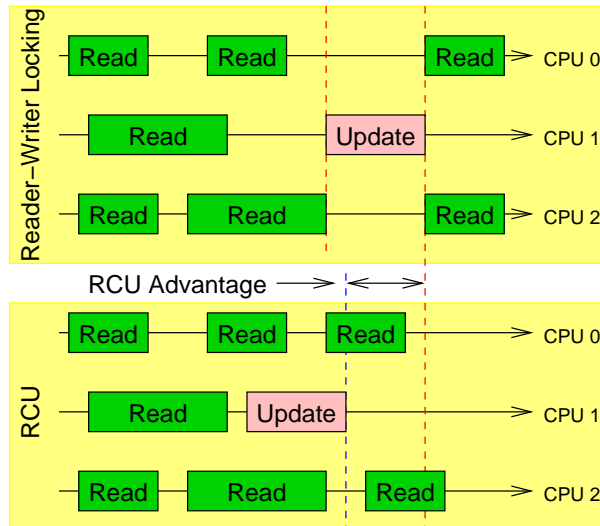 Reader–Writer Locking
Read Read Read CPU 0
Read Update CPU 1
Read Read Read CPU 2
RCU Advantage
RCU
Read Read Read CPU 0
Read Update CPU 1
Read Read Read CPU 2